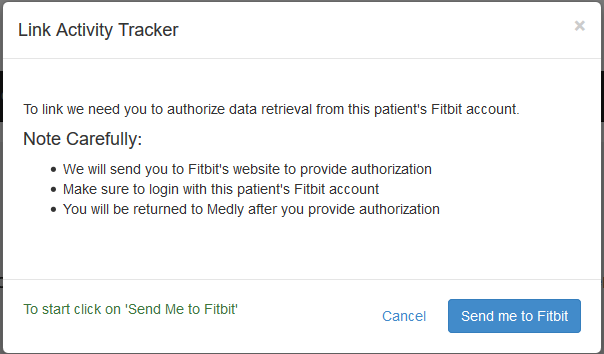 Link Activity Tracker
×
To link we need you to authorize data retrieval from this patient's Fitbit account.
Note Carefully:
• We will send you to Fitbit's website to provide authorization
• Make sure to login with this patient's Fitbit account
• You will be returned to Medly after you provide authorization
To start click on 'Send Me to Fitbit'
Cancel
Send me to Fitbit